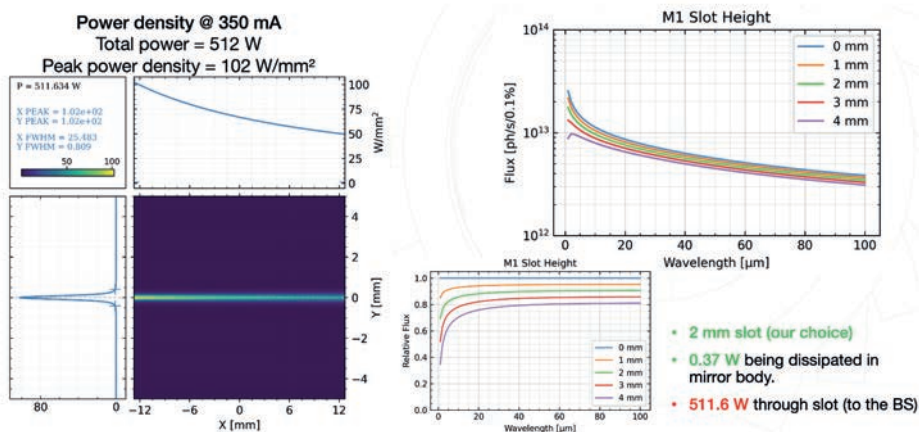 Power density @ 350 mA
Total power = 512 W
Peak power density = 102 W/mm²
P = 511.634 W
X PEAK = 1.02e+02
Y PEAK = 1.02e+02
X FWHM = 25.483
Y FWHM = 0.809
50
100
100
75
50
25
0
W/mm²
4
2
0
−2
−4
Y [mm]
80
0
−12
−6
0
6
12
X [mm]
M1 Slot Height
10¹⁴
10¹³
10¹²
Flux [ph/s/0.1%]
0 mm
1 mm
2 mm
3 mm
4 mm
0
20
40
60
80
100
Wavelength [µm]
M1 Slot Height
1.0
0.8
0.6
0.4
0.2
0.0
Relative Flux
0 mm
1 mm
2 mm
3 mm
4 mm
0
20
40
60
80
100
Wavelength [µm]
• 2 mm slot (our choice)
• 0.37 W being dissipated in
mirror body.
• 511.6 W through slot (to the BS)